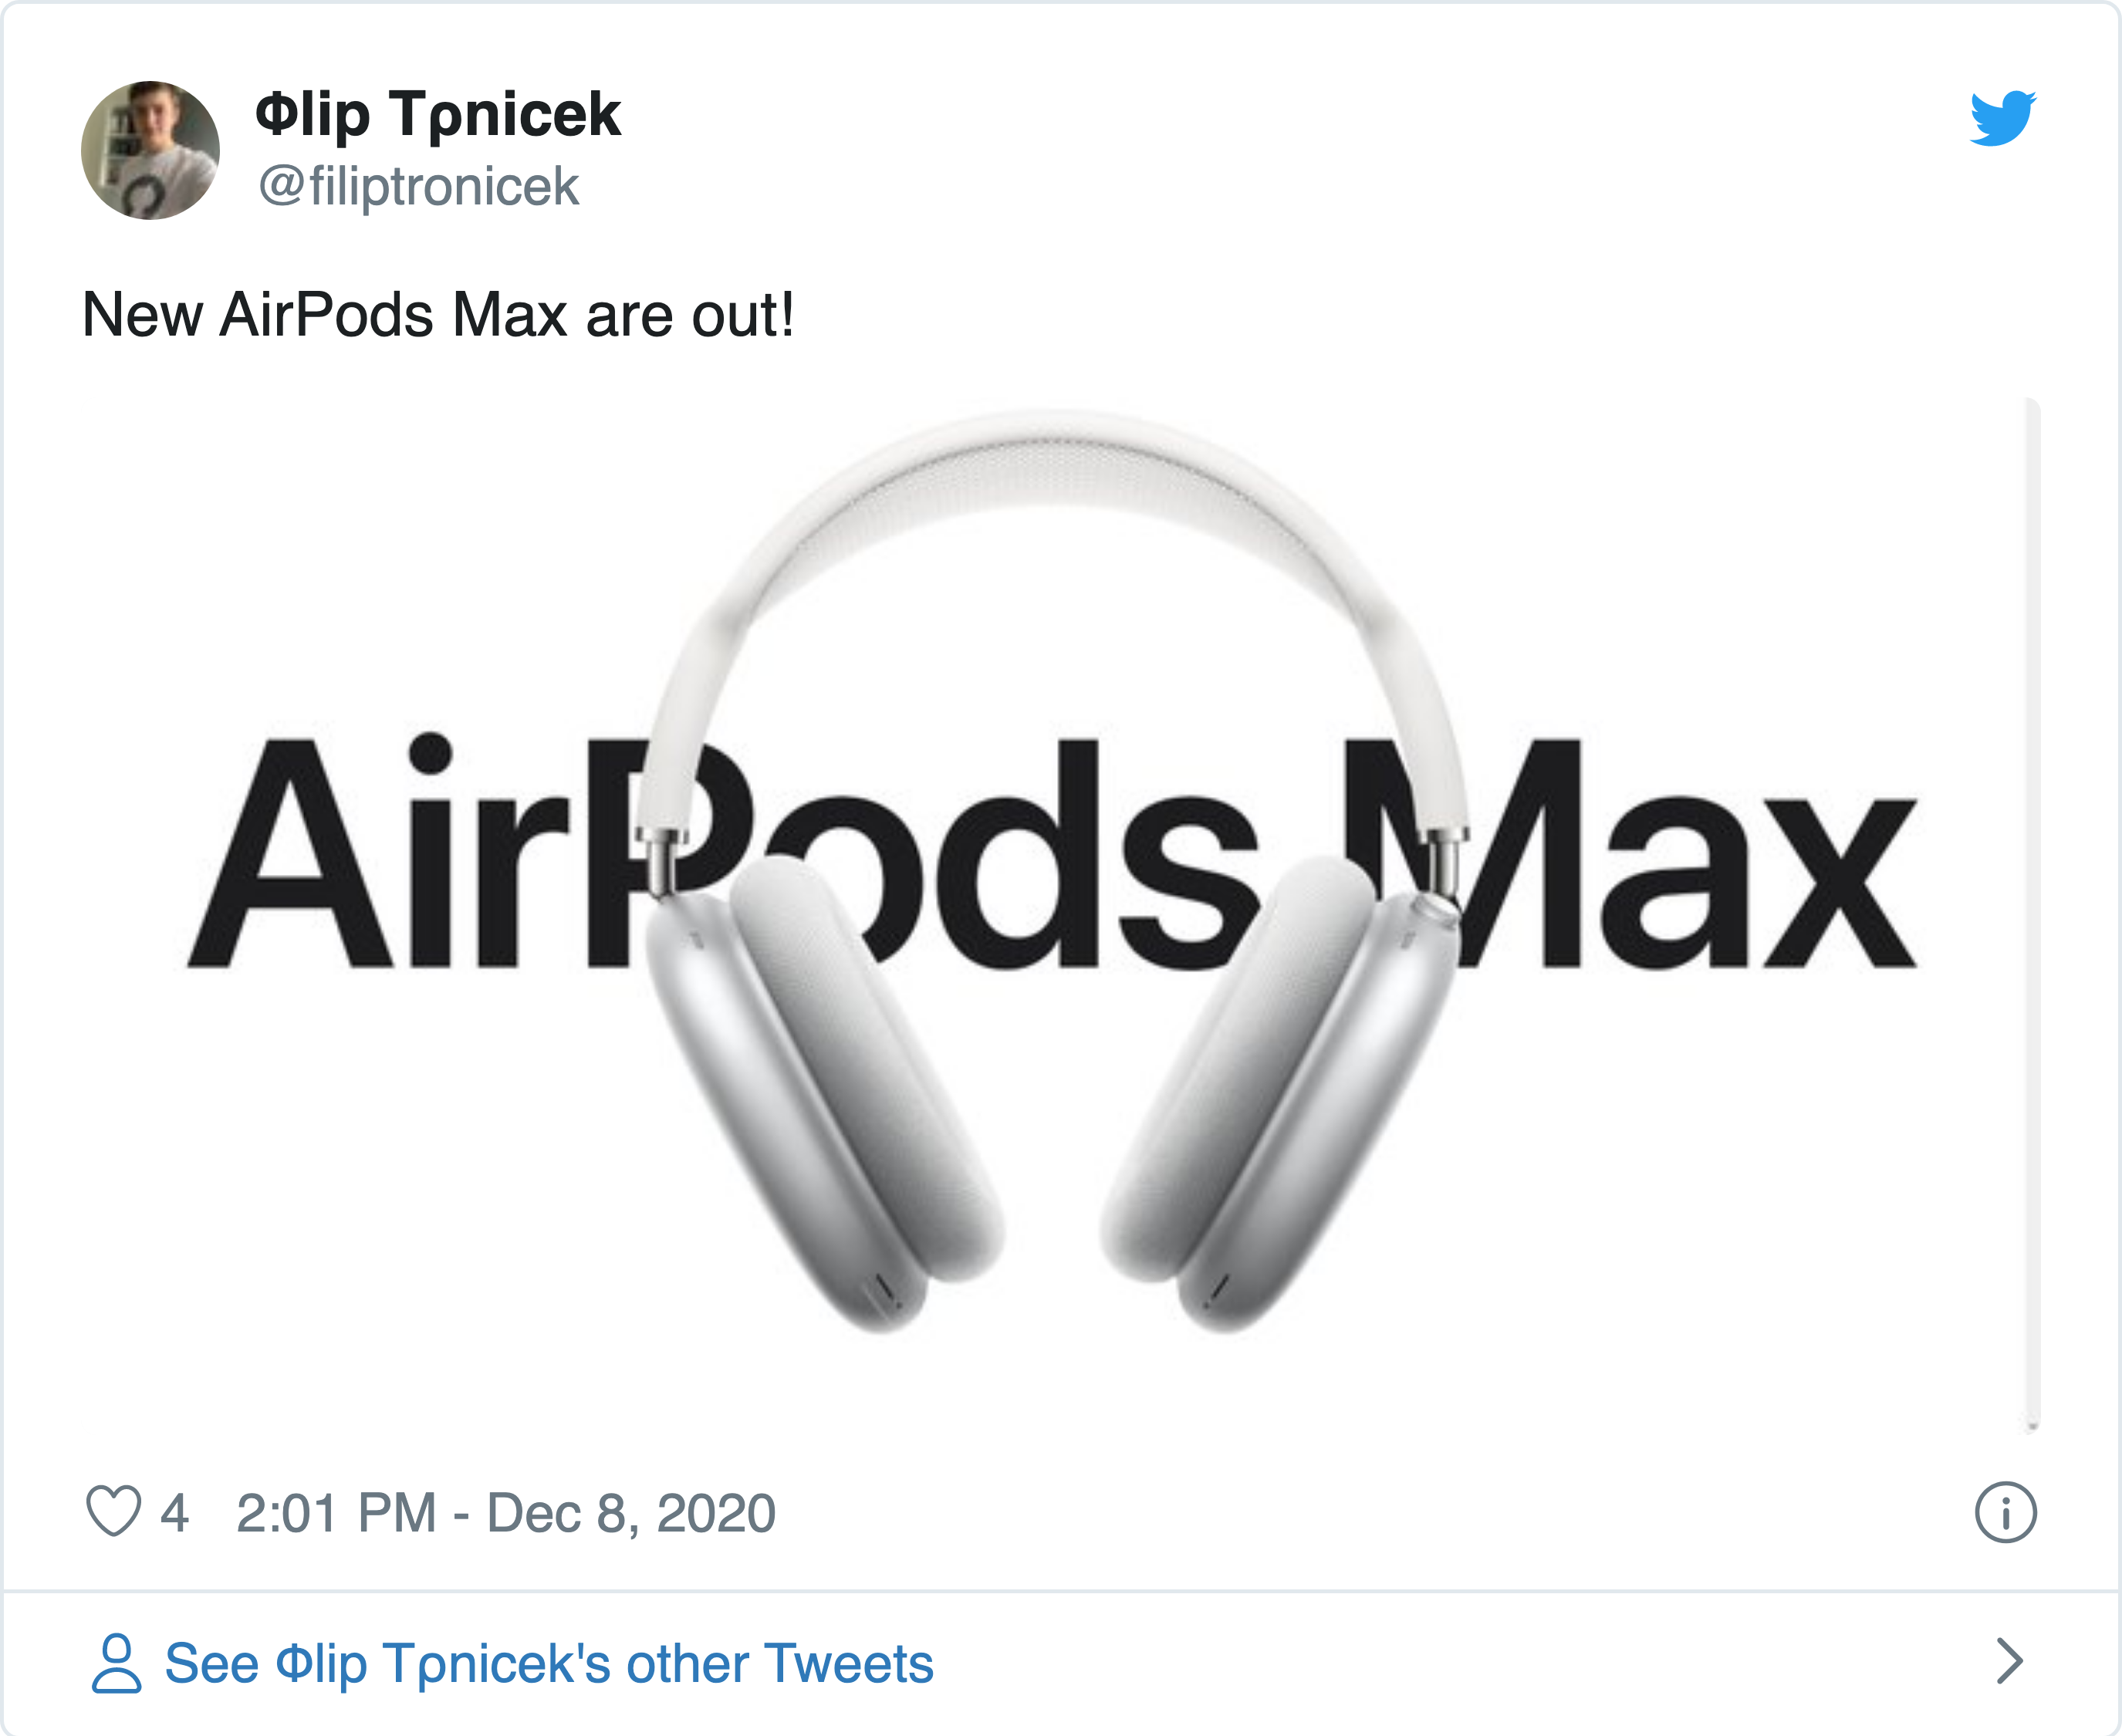 Φlip Tρnicek
@filiptronicek
New AirPods Max are out!
AirPods Max
4 2:01 PM - Dec 8, 2020
See Φlip Tρnicek's other Tweets